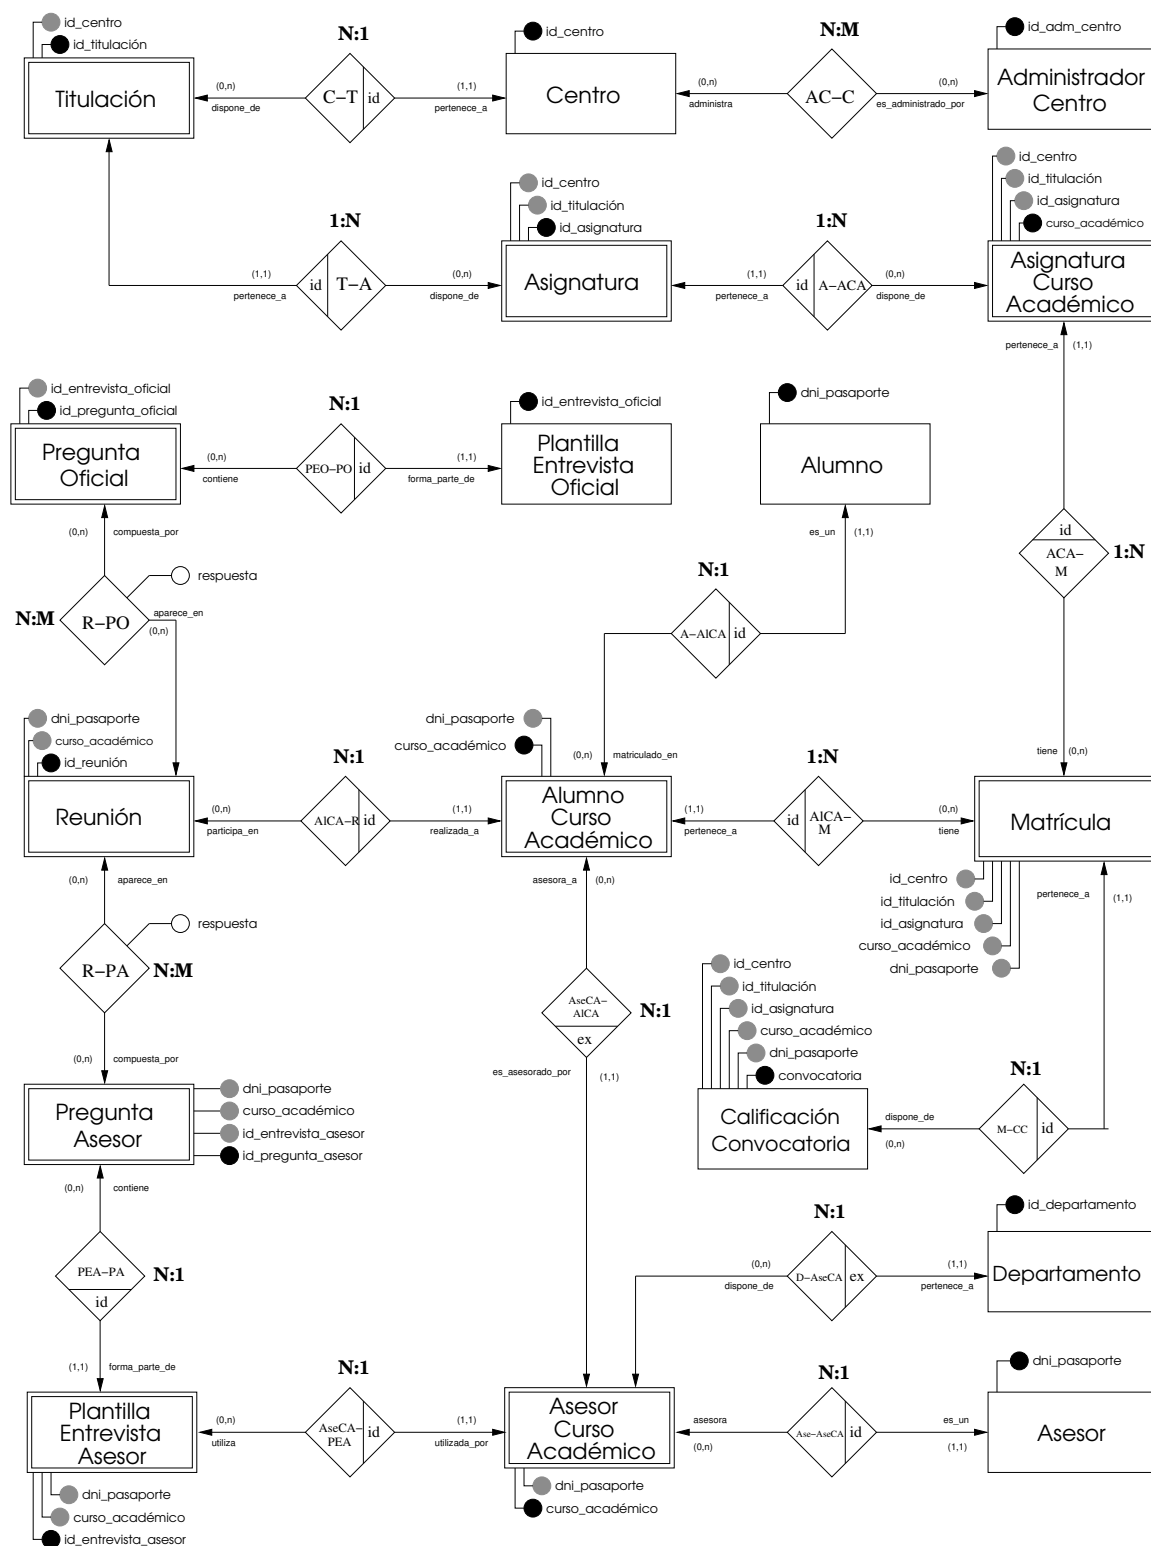 id_centro
id_titulación
Titulación
(0,n)
dispone_de
N:1
C–T
id
(1,1)
pertenece_a
id_centro
Centro
(0,n)
administra
N:M
AC–C
(0,n)
es_administrado_por
id_adm_centro
Administrador
Centro
(1,1)
pertenece_a
1:N
id
T–A
(0,n)
dispone_de
id_centro
id_titulación
id_asignatura
Asignatura
(1,1)
pertenece_a
1:N
id
A–ACA
(0,n)
dispone_de
id_centro
id_titulación
id_asignatura
curso_académico
Asignatura
Curso
Académico
pertenece_a
(1,1)
id
ACA–
M
1:N
tiene
(0,n)
id_entrevista_oficial
id_pregunta_oficial
Pregunta
Oficial
(0,n)
contiene
N:1
PEO–PO
id
(1,1)
forma_parte_de
id_entrevista_oficial
Plantilla
Entrevista
Oficial
dni_pasaporte
Alumno
es_un
(1,1)
N:1
A–AlCA
id
(0,n)
matriculado_en
(0,n)
compuesta_por
respuesta
N:M
R–PO
aparece_en
(0,n)
dni_pasaporte
curso_académico
id_reunión
Reunión
(0,n)
participa_en
N:1
AlCA–R
id
(1,1)
realizada_a
dni_pasaporte
curso_académico
Alumno
Curso
Académico
(1,1)
pertenece_a
1:N
id
AlCA–
M
(0,n)
tiene
Matrícula
id_centro
id_titulación
id_asignatura
curso_académico
dni_pasaporte
pertenece_a
(1,1)
(0,n)
aparece_en
respuesta
R–PA
N:M
(0,n)
compuesta_por
asesora_a
(0,n)
AseCA–
AlCA
ex
N:1
es_asesorado_por
(1,1)
id_centro
id_titulación
id_asignatura
curso_académico
dni_pasaporte
convocatoria
Calificación
Convocatoria
dispone_de
(0,n)
N:1
M–CC
id
Pregunta
Asesor
dni_pasaporte
curso_académico
id_entrevista_asesor
id_pregunta_asesor
(0,n)
contiene
PEA–PA
id
N:1
(1,1)
forma_parte_de
(0,n)
dispone_de
N:1
D–AseCA
ex
(1,1)
pertenece_a
id_departamento
Departamento
Plantilla
Entrevista
Asesor
dni_pasaporte
curso_académico
id_entrevista_asesor
(0,n)
utiliza
N:1
AseCA–
PEA
id
(1,1)
utilizada_por
Asesor
Curso
Académico
dni_pasaporte
curso_académico
asesora
(0,n)
N:1
Ase–AseCA
id
es_un
(1,1)
dni_pasaporte
Asesor